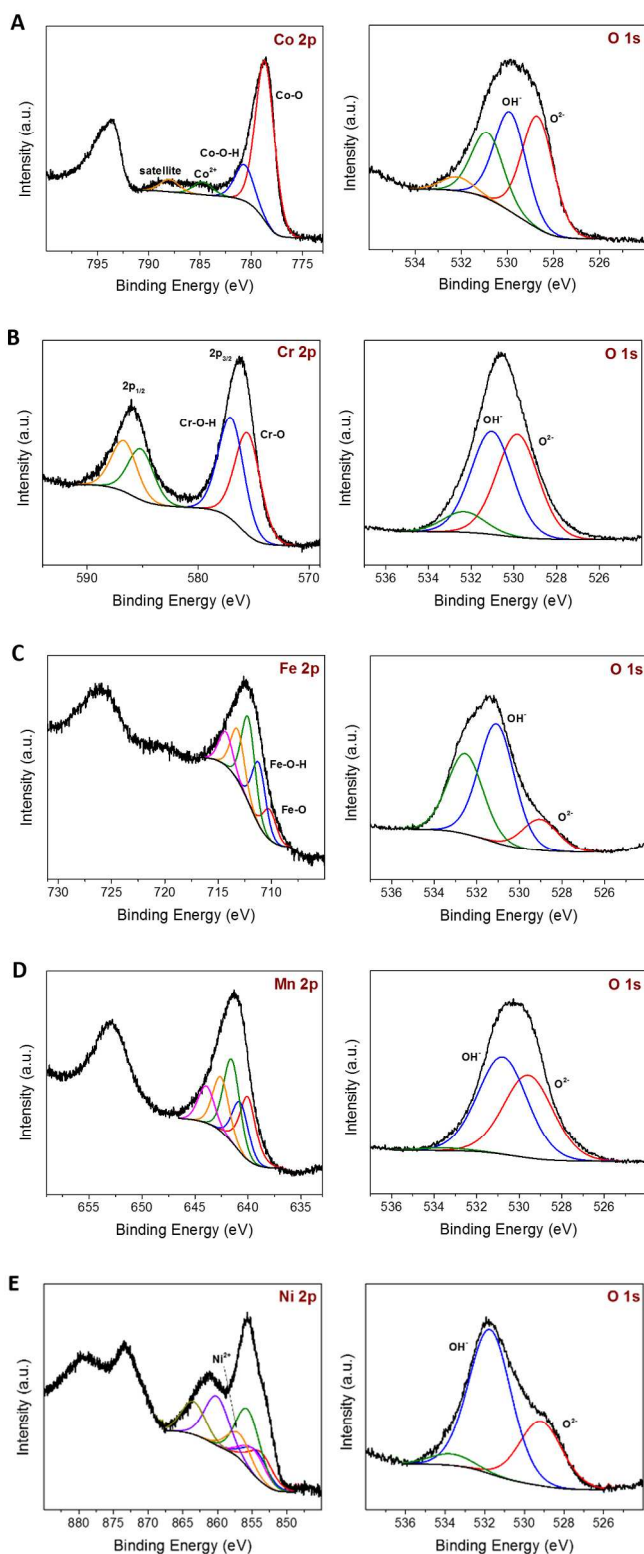 A
Co 2p
Co-O
Co-O-H
satellite
Co2+
Intensity (a.u.)
795 790 785 780 775
Binding Energy (eV)
O 1s
OH-
O2-
Intensity (a.u.)
534 532 530 528 526
Binding Energy (eV)
B
Cr 2p
2p3/2
2p1/2
Cr-O-H
Cr-O
Intensity (a.u.)
590 580 570
Binding Energy (eV)
O 1s
OH-
O2-
Intensity (a.u.)
536 534 532 530 528 526
Binding Energy (eV)
C
Fe 2p
Fe-O-H
Fe-O
Intensity (a.u.)
730 725 720 715 710
Binding Energy (eV)
O 1s
OH-
O2-
Intensity (a.u.)
536 534 532 530 528 526
Binding Energy (eV)
D
Mn 2p
Intensity (a.u.)
655 650 645 640 635
Binding Energy (eV)
O 1s
OH-
O2-
Intensity (a.u.)
536 534 532 530 528 526
Binding Energy (eV)
E
Ni 2p
Ni2+
Intensity (a.u.)
885 880 875 870 865 860 855 850
Binding Energy (eV)
O 1s
OH-
O2-
Intensity (a.u.)
536 534 532 530 528 526
Binding Energy (eV)